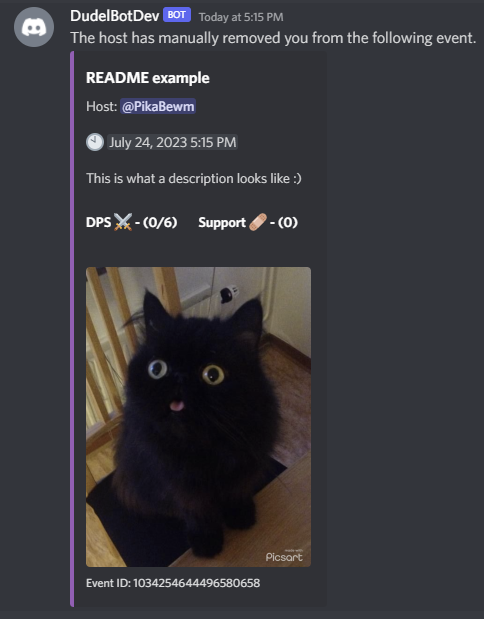 DudelBotDev BOT Today at 5:15 PM
The host has manually removed you from the following event.
README example
Host: @PikaBewm
July 24, 2023 5:15 PM
This is what a description looks like :)
DPS ⚔️ - (0/6) Support 🩹 - (0)
made with
Picsart
Event ID: 1034254644496580658